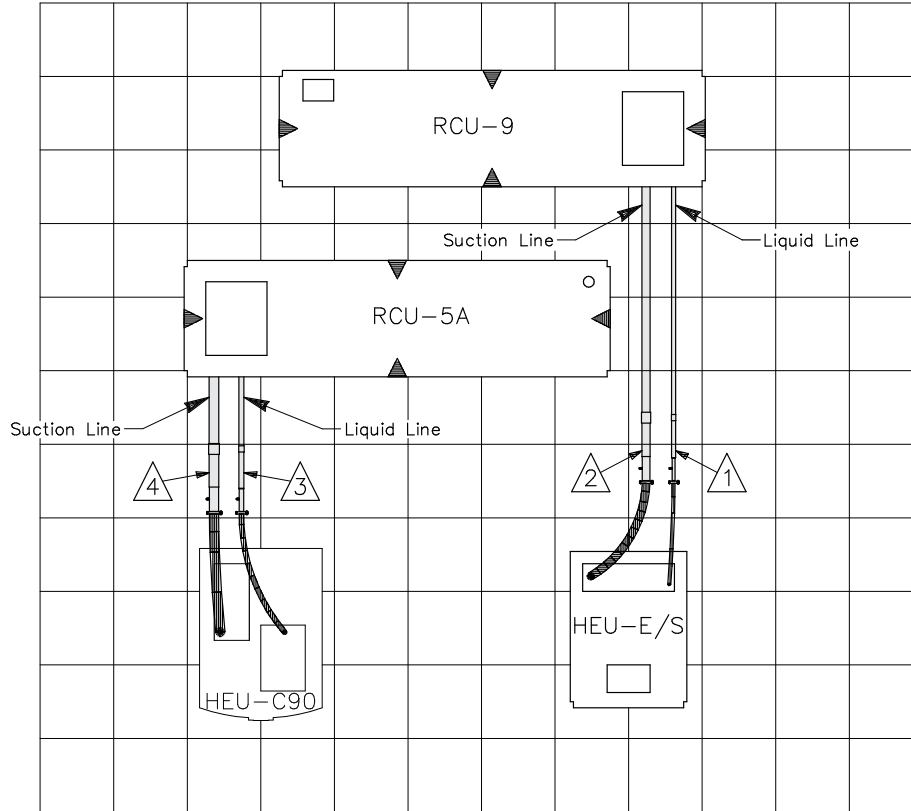 RCU-9
Suction Line
Liquid Line
RCU-5A
Suction Line
Liquid Line
4
3
2
1
HEU-E/S
HEU-C90